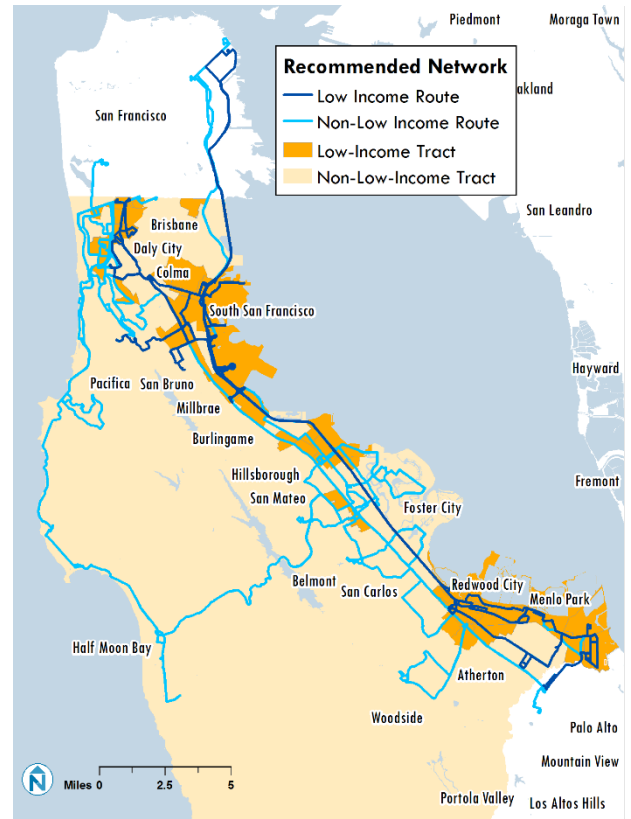 Piedmont
Moraga Town
Recommended Network
Low Income Route
Non-Low Income Route
Low-Income Tract
Non-Low-Income Tract
akland
San Francisco
San Leandro
Brisbane
Daly City
Colma
South San Francisco
Hayward
Pacifica
San Bruno
Millbrae
Burlingame
Hillsborough
Fremont
San Mateo
Foster City
Belmont
San Carlos
Redwood City
Menlo Park
Half Moon Bay
Atherton
Woodside
Palo Alto
Mountain View
Portola Valley
Los Altos Hills
N
Miles 0 2.5 5